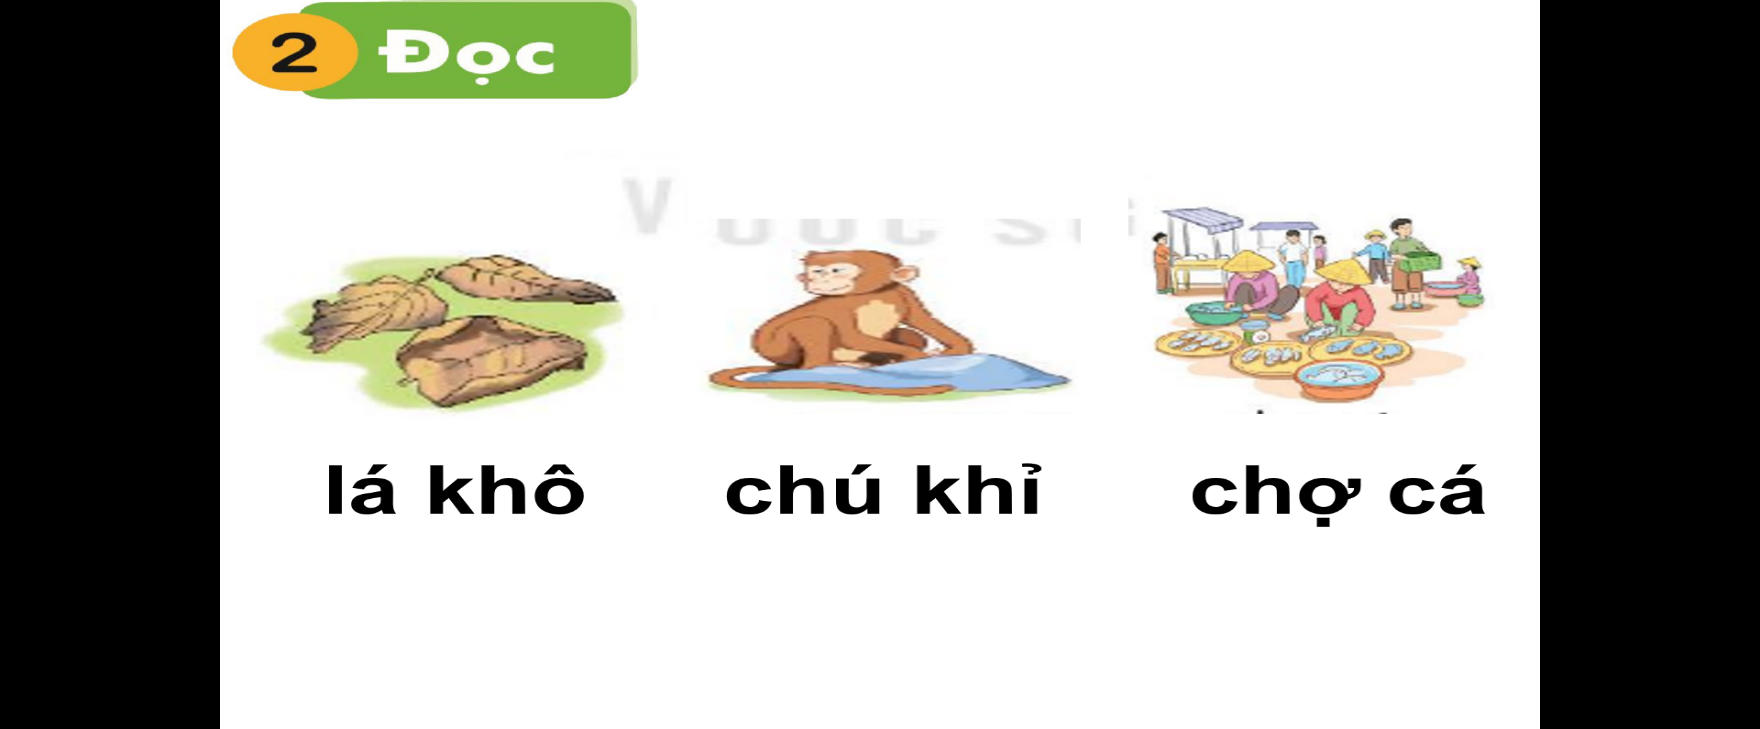 2 Đọc
lá khô chú khỉ chợ cá